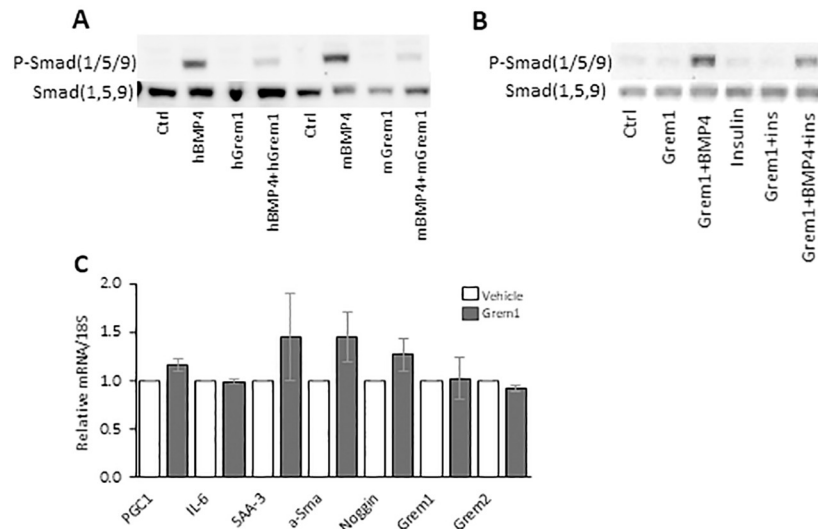 A
P-Smad(1/5/9)
Smad(1,5,9)
Ctrl
hBMP4
hGrem1
hBMP4+hGrem1
Ctrl
mBMP4
mGrem1
mBMP4+mGrem1
B
P-Smad(1/5/9)
Smad(1,5,9)
Ctrl
Grem1
Grem1+BMP4
Insulin
Grem1+ins
Grem1+BMP4+ins
C
Relative mRNA/18S
2.0
1.5
1.0
0.5
0.0
Vehicle
Grem1
PGC1
IL-6
SAA-3
a-Sma
Noggin
Grem1
Grem2